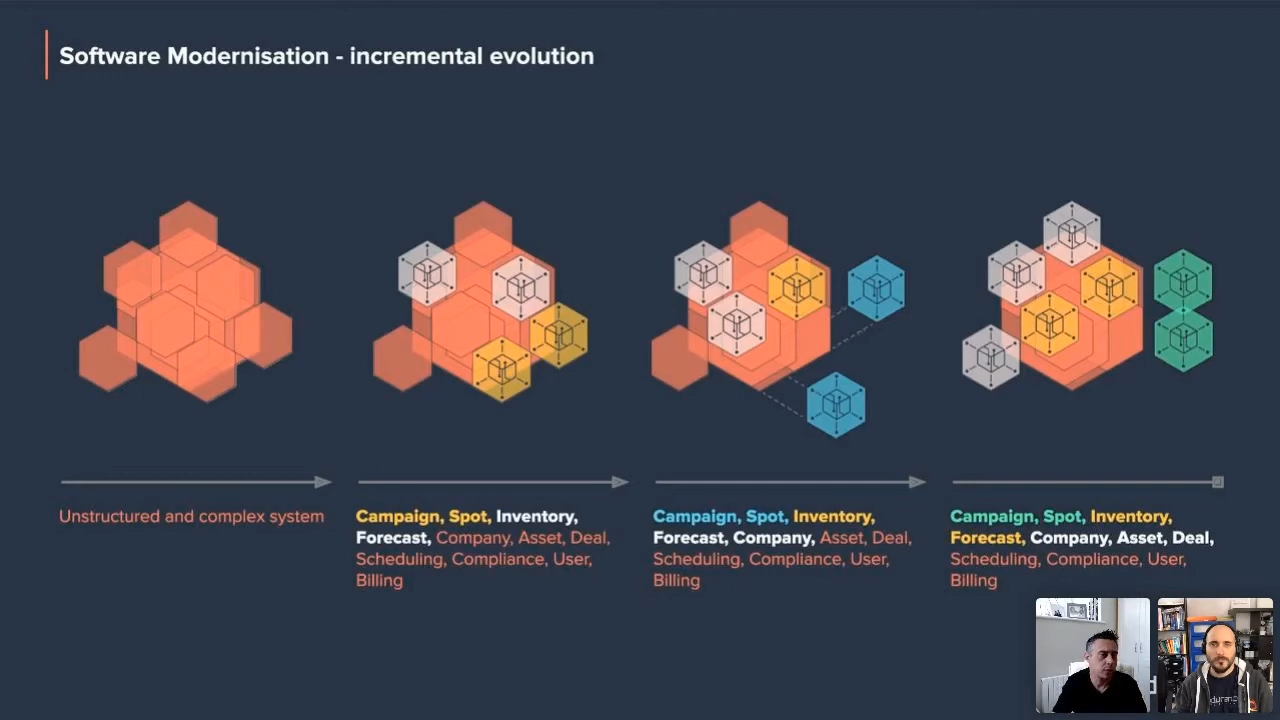 Software Modernisation - incremental evolution
Unstructured and complex system
Campaign, Spot, Inventory,
Forecast, Company, Asset, Deal,
Scheduling, Compliance, User,
Billing
Campaign, Spot, Inventory,
Forecast, Company, Asset, Deal,
Scheduling, Compliance, User,
Billing
Campaign, Spot, Inventory,
Forecast, Company, Asset, Deal,
Scheduling, Compliance, User,
Billing